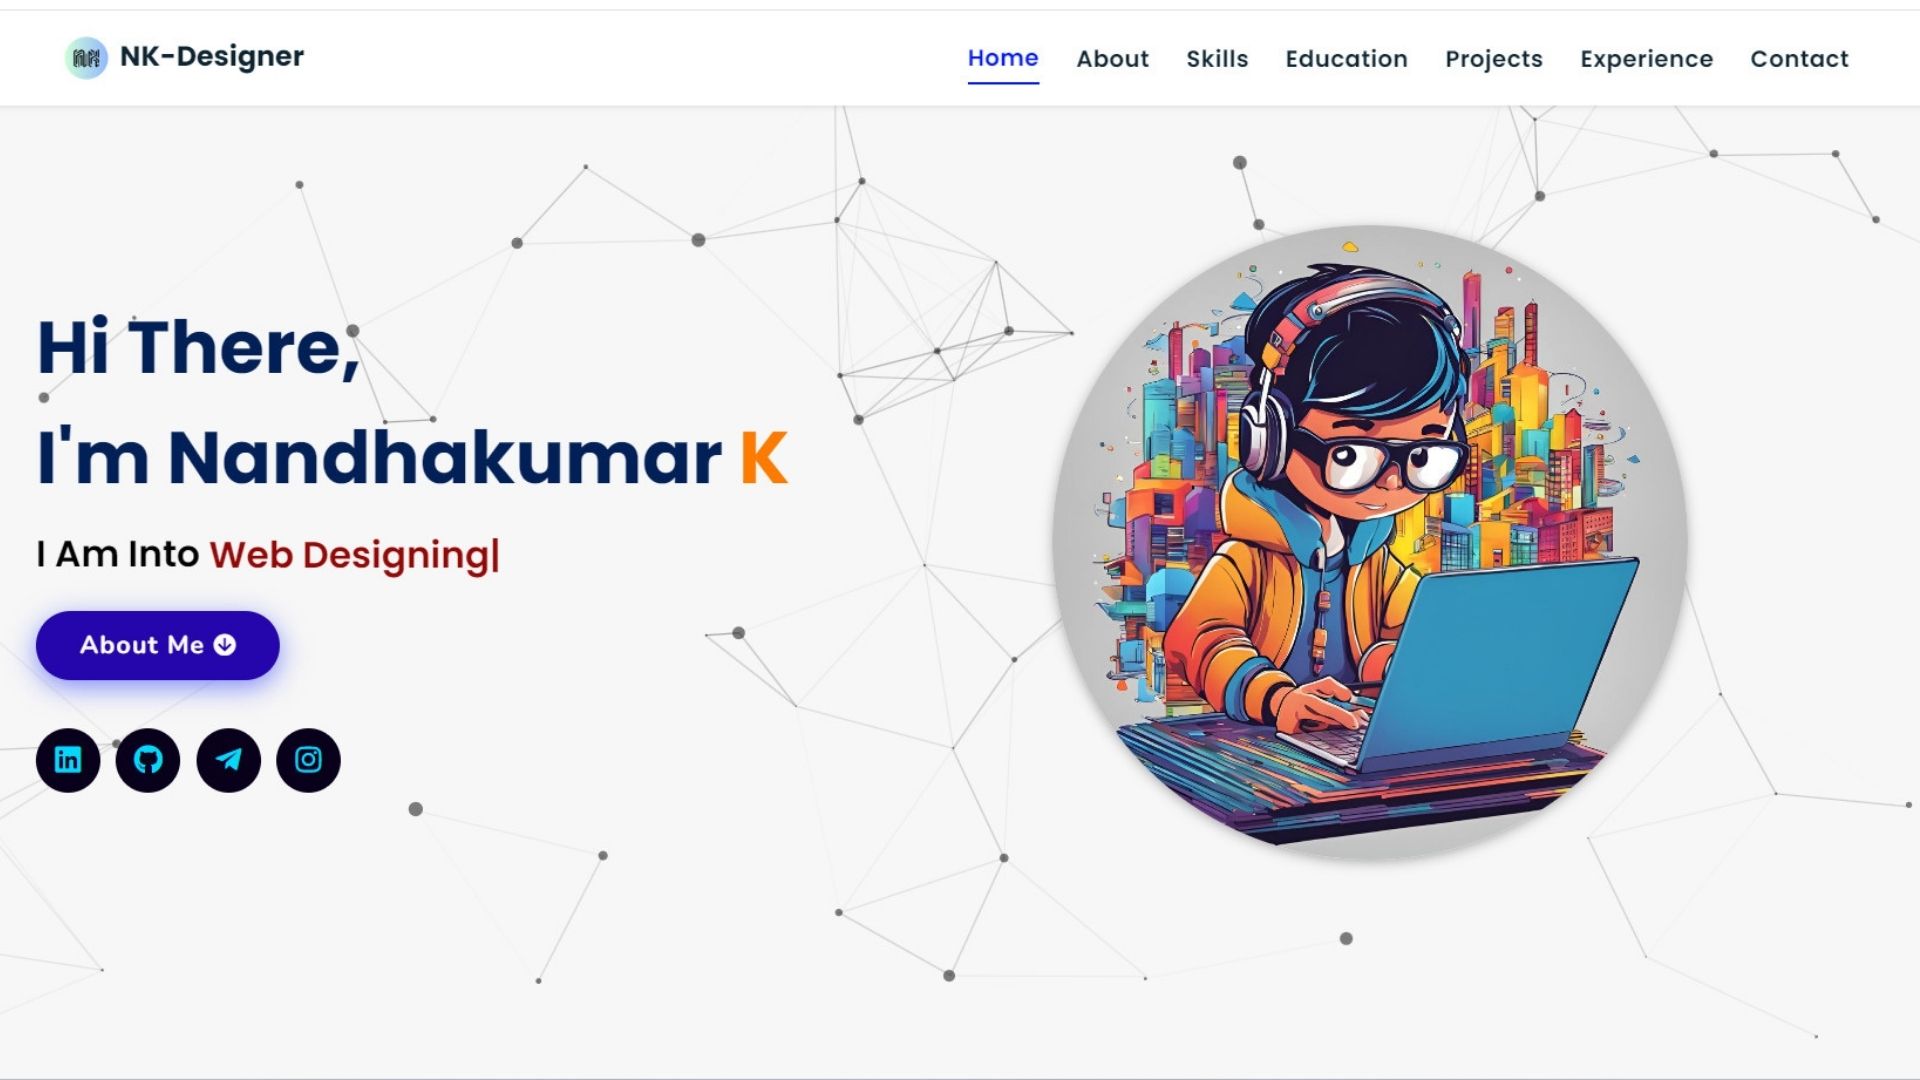 NK-Designer
Home About Skills Education Projects Experience Contact
Hi There,
I'm Nandhakumar K
I Am Into Web Designing|
About Me